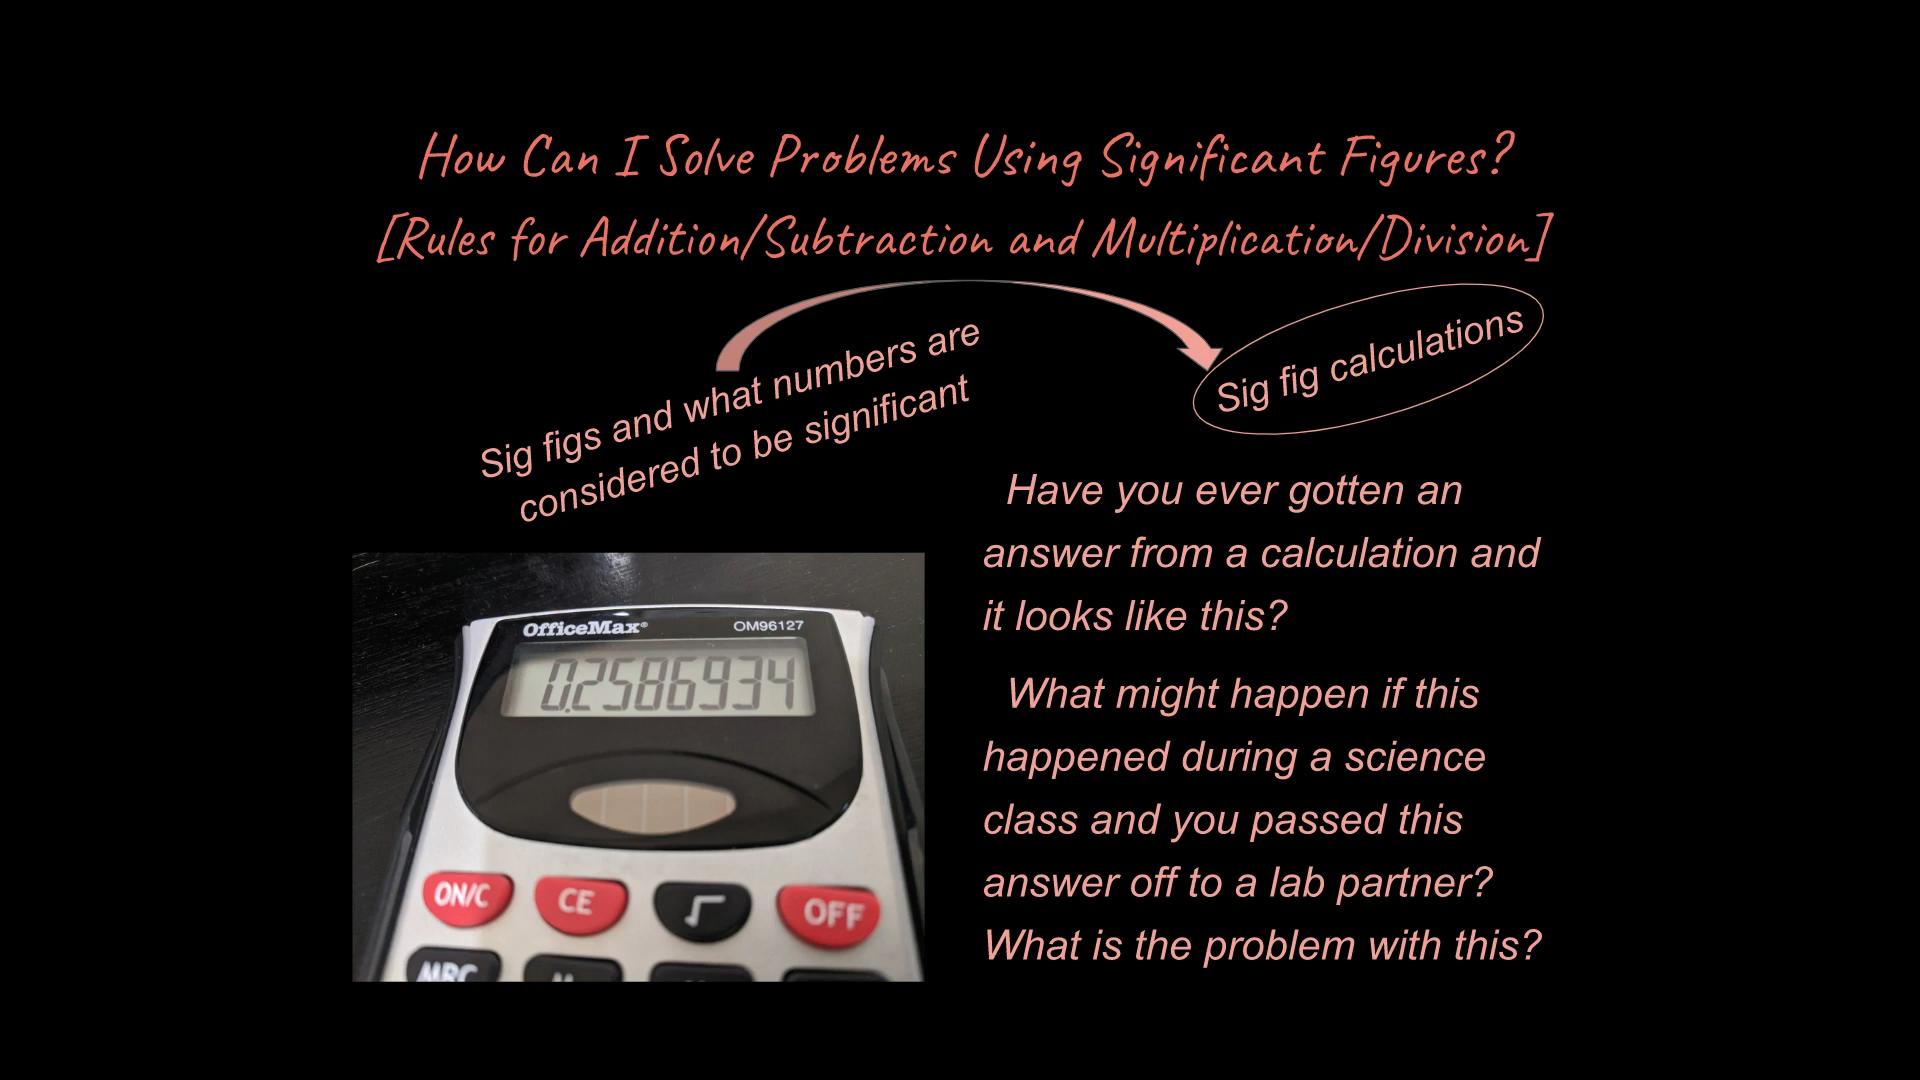 How Can I Solve Problems Using Significant Figures?
[Rules for Addition/Subtraction and Multiplication/Division]
Sig figs and what numbers are
considered to be significant
Sig fig calculations
Have you ever gotten an
answer from a calculation and
it looks like this?
What might happen if this
happened during a science
class and you passed this
answer off to a lab partner?
What is the problem with this?
OfficeMax® OM96127
0.2586934
ON/C CE √ OFF
MRC